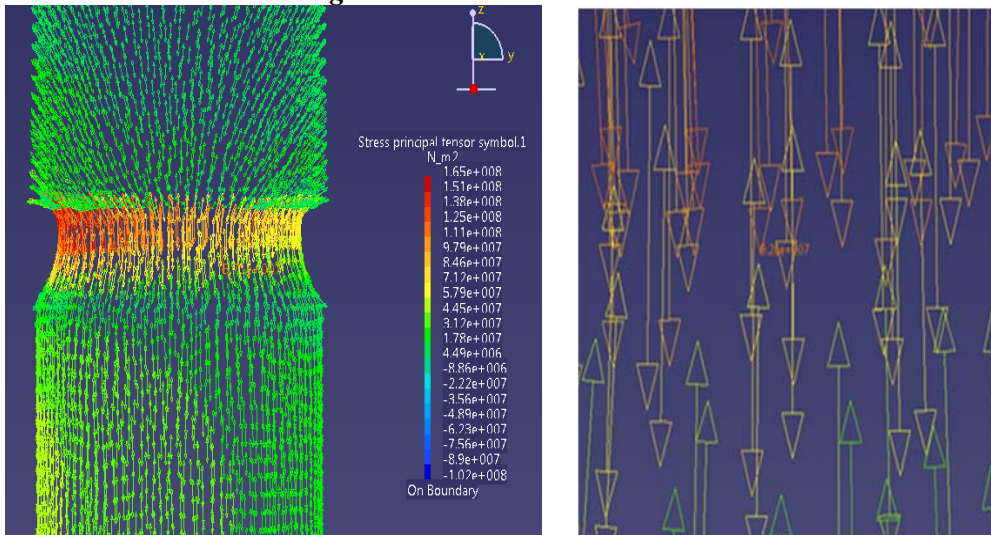 z
x
y
Stress principal tensor symbol.1
N_m2
1.65e+008
1.51e+008
1.38e+008
1.25e+008
1.11e+008
9.79e+007
8.46e+007
7.12e+007
5.79e+007
4.45e+007
3.12e+007
1.78e+007
4.49e+006
-8.86e+006
-2.22e+007
-3.56e+007
-4.89e+007
-6.23e+007
-7.56e+007
-8.9e+007
-1.02e+008
On Boundary